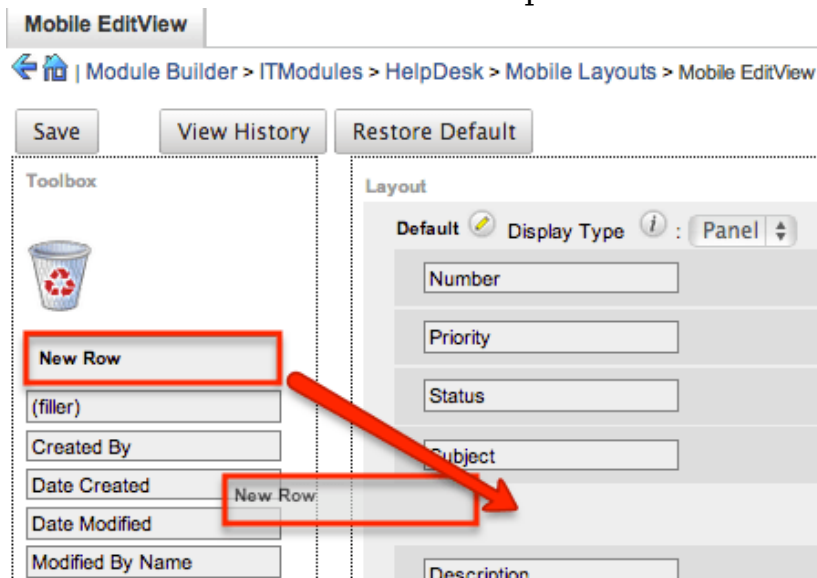 Mobile EditView
| Module Builder > ITModules > HelpDesk > Mobile Layouts > Mobile EditView
Save View History Restore Default
Toolbox
Layout
Default Display Type i : Panel
Number
Priority
New Row
Status
(filler)
Created By
Subject
Date Created
New Row
Date Modified
Modified By Name
Description